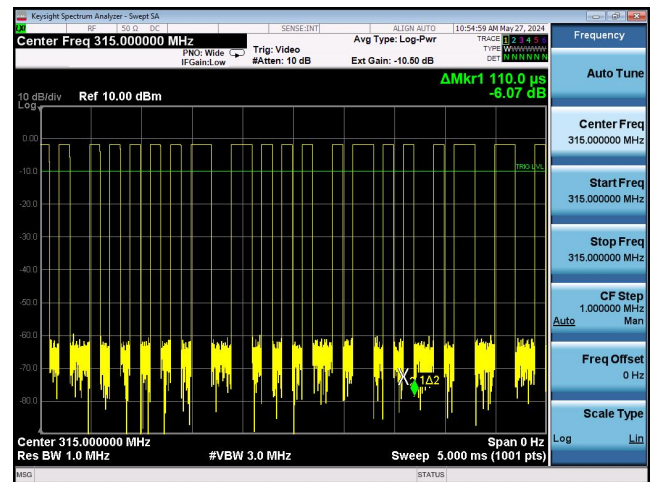 Keysight Spectrum Analyzer - Swept SA
LXI RF 50 Ω DC SENSE:INT ALIGN AUTO 10:54:59 AM May 27, 2024
Center Freq 315.000000 MHz
PNO: Wide
IFGain:Low
Trig: Video
#Atten: 10 dB
Avg Type: Log-Pwr
Ext Gain: -10.50 dB
TRACE 1 2 3 4 5 6
TYPE WWWWWW
DET N N N N N N
ΔMkr1 110.0 µs
-6.07 dB
10 dB/div Ref 10.00 dBm
Log
0.00
-10.0
-20.0
-30.0
-40.0
-50.0
-60.0
-70.0
-80.0
TRIG LVL
1Δ2
Center 315.000000 MHz Span 0 Hz
Res BW 1.0 MHz #VBW 3.0 MHz Sweep 5.000 ms (1001 pts)
MSG STATUS
Frequency
Auto Tune
Center Freq
315.000000 MHz
Start Freq
315.000000 MHz
Stop Freq
315.000000 MHz
CF Step
1.000000 MHz
Auto Man
Freq Offset
0 Hz
Scale Type
Log Lin